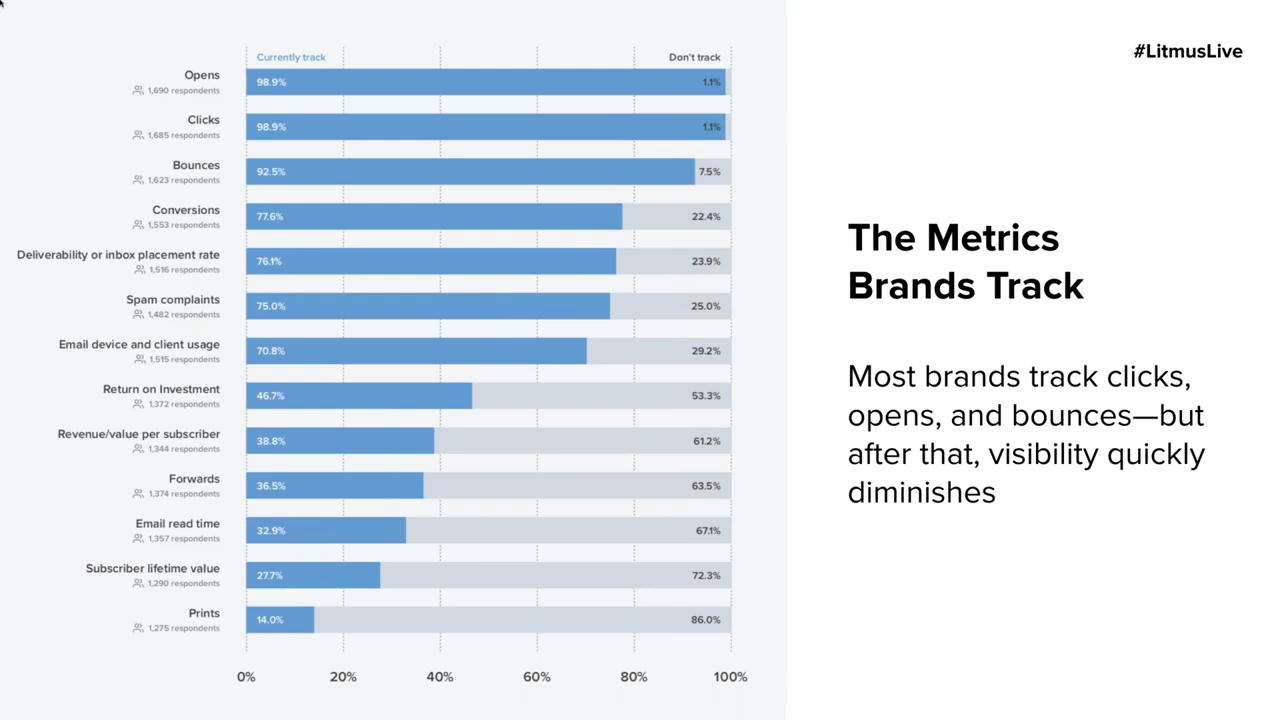 Currently track Don't track
Opens
1,690 respondents
98.9% 1.1%
Clicks
1,685 respondents
98.9% 1.1%
Bounces
1,623 respondents
92.5% 7.5%
Conversions
1,553 respondents
77.6% 22.4%
Deliverability or inbox placement rate
1,516 respondents
76.1% 23.9%
Spam complaints
1,482 respondents
75.0% 25.0%
Email device and client usage
1,515 respondents
70.8% 29.2%
Return on Investment
1,372 respondents
46.7% 53.3%
Revenue/value per subscriber
1,344 respondents
38.8% 61.2%
Forwards
1,374 respondents
36.5% 63.5%
Email read time
1,357 respondents
32.9% 67.1%
Subscriber lifetime value
1,290 respondents
27.7% 72.3%
Prints
1,275 respondents
14.0% 86.0%
0% 20% 40% 60% 80% 100%
#LitmusLive
The Metrics
Brands Track
Most brands track clicks,
opens, and bounces—but
after that, visibility quickly
diminishes